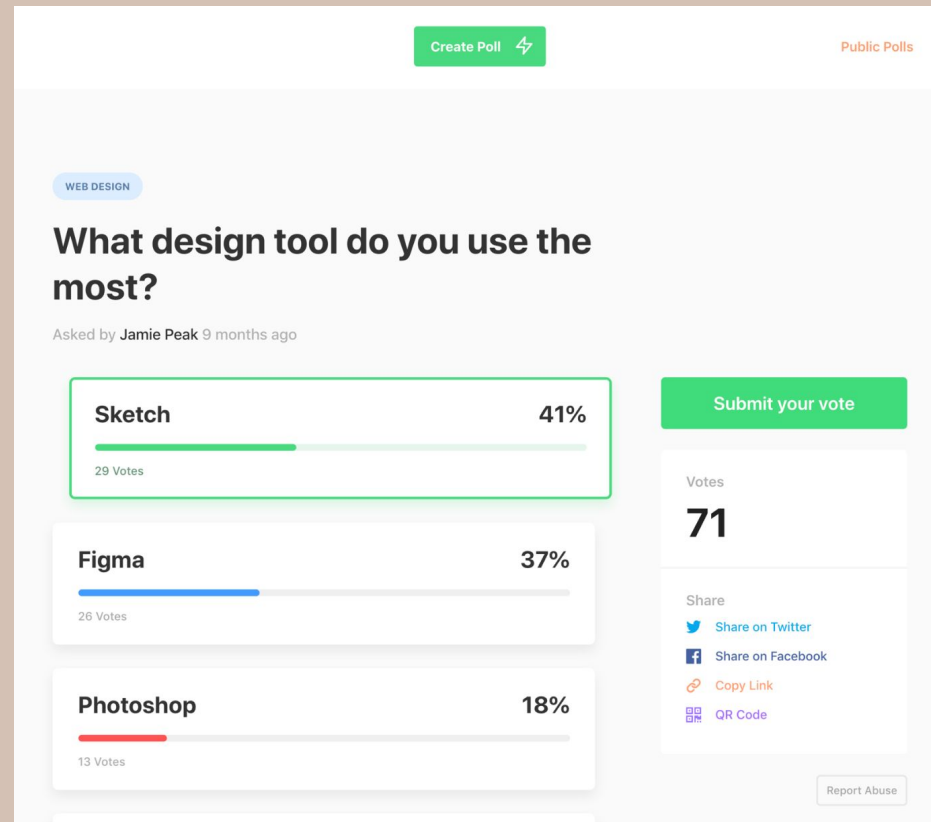 Create Poll
Public Polls
WEB DESIGN
What design tool do you use the
most?
Asked by Jamie Peak 9 months ago
Sketch 41%
29 Votes
Figma 37%
26 Votes
Photoshop 18%
13 Votes
Submit your vote
Votes
71
Share
Share on Twitter
Share on Facebook
Copy Link
QR Code
Report Abuse